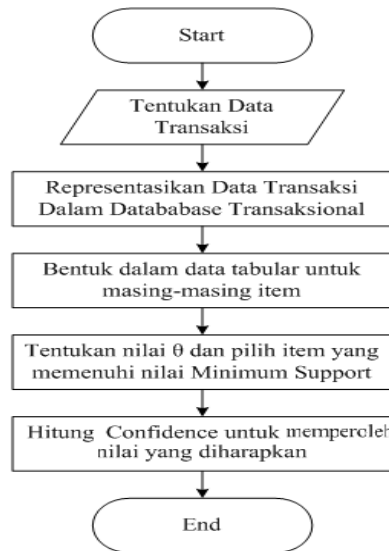 Start
Tentukan Data
Transaksi
Representasikan Data Transaksi
Dalam Datababase Transaksional
Bentuk dalam data tabular untuk
masing-masing item
Tentukan nilai θ dan pilih item yang
memenuhi nilai Minimum Support
Hitung Confidence untuk memperoleh
nilai yang diharapkan
End